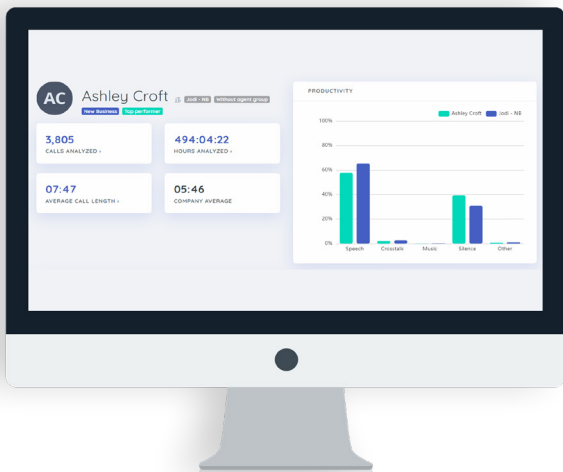 AC
Ashley Croft
Jodi - NB
Without agent group
New Business
Top performer
3,805
CALLS ANALYZED ›
494:04:22
HOURS ANALYZED ›
07:47
AVERAGE CALL LENGTH ›
05:46
COMPANY AVERAGE
PRODUCTIVITY
Ashley Croft
Jodi - NB
100%
80%
60%
40%
20%
0%
Speech
Crosstalk
Music
Silence
Other